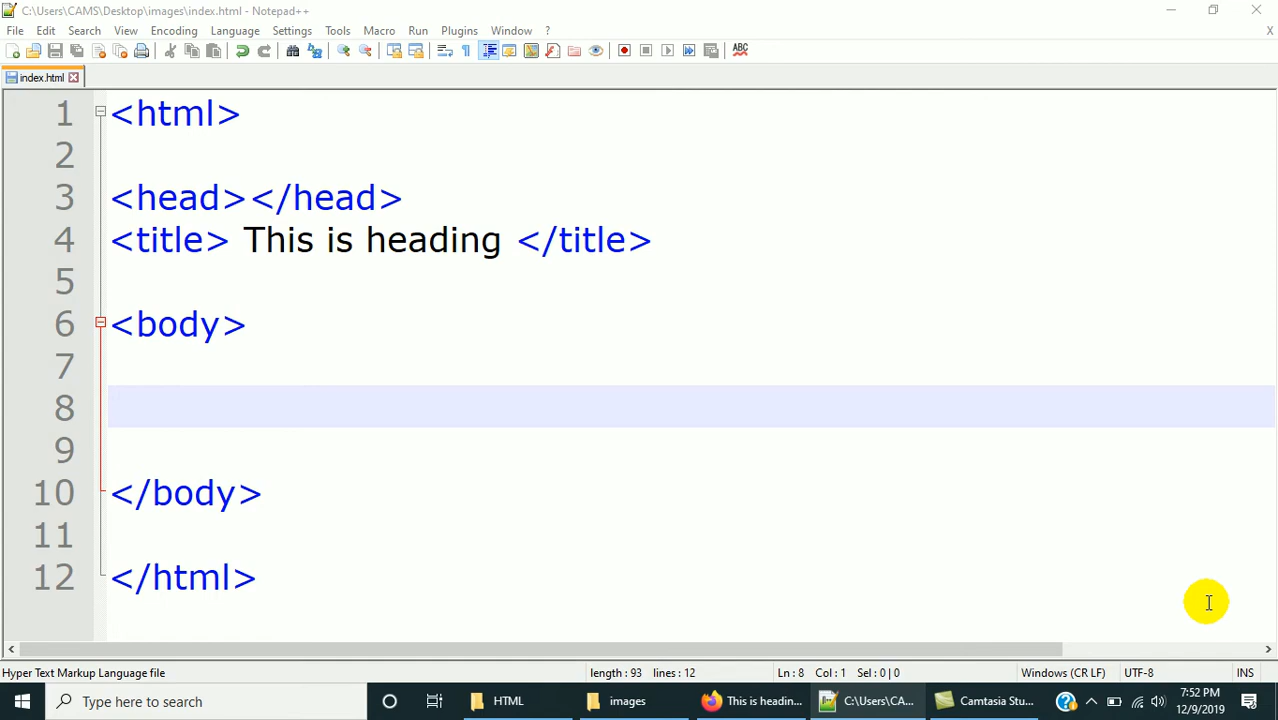 C:\Users\CAMS\Desktop\images\index.html - Notepad++
File Edit Search View Encoding Language Settings Tools Macro Run Plugins Window ? X
ABC
index.html
1 <html>
2
3 <head></head>
4 <title> This is heading </title>
5
6 <body>
7
8
9
10 </body>
11
12 </html>
Hyper Text Markup Language file length : 93 lines : 12 Ln : 8 Col : 1 Sel : 0 | 0 Windows (CR LF) UTF-8 INS
Type here to search HTML images This is headin... C:\Users\CA... Camtasia Stu... 7:52 PM
12/9/2019